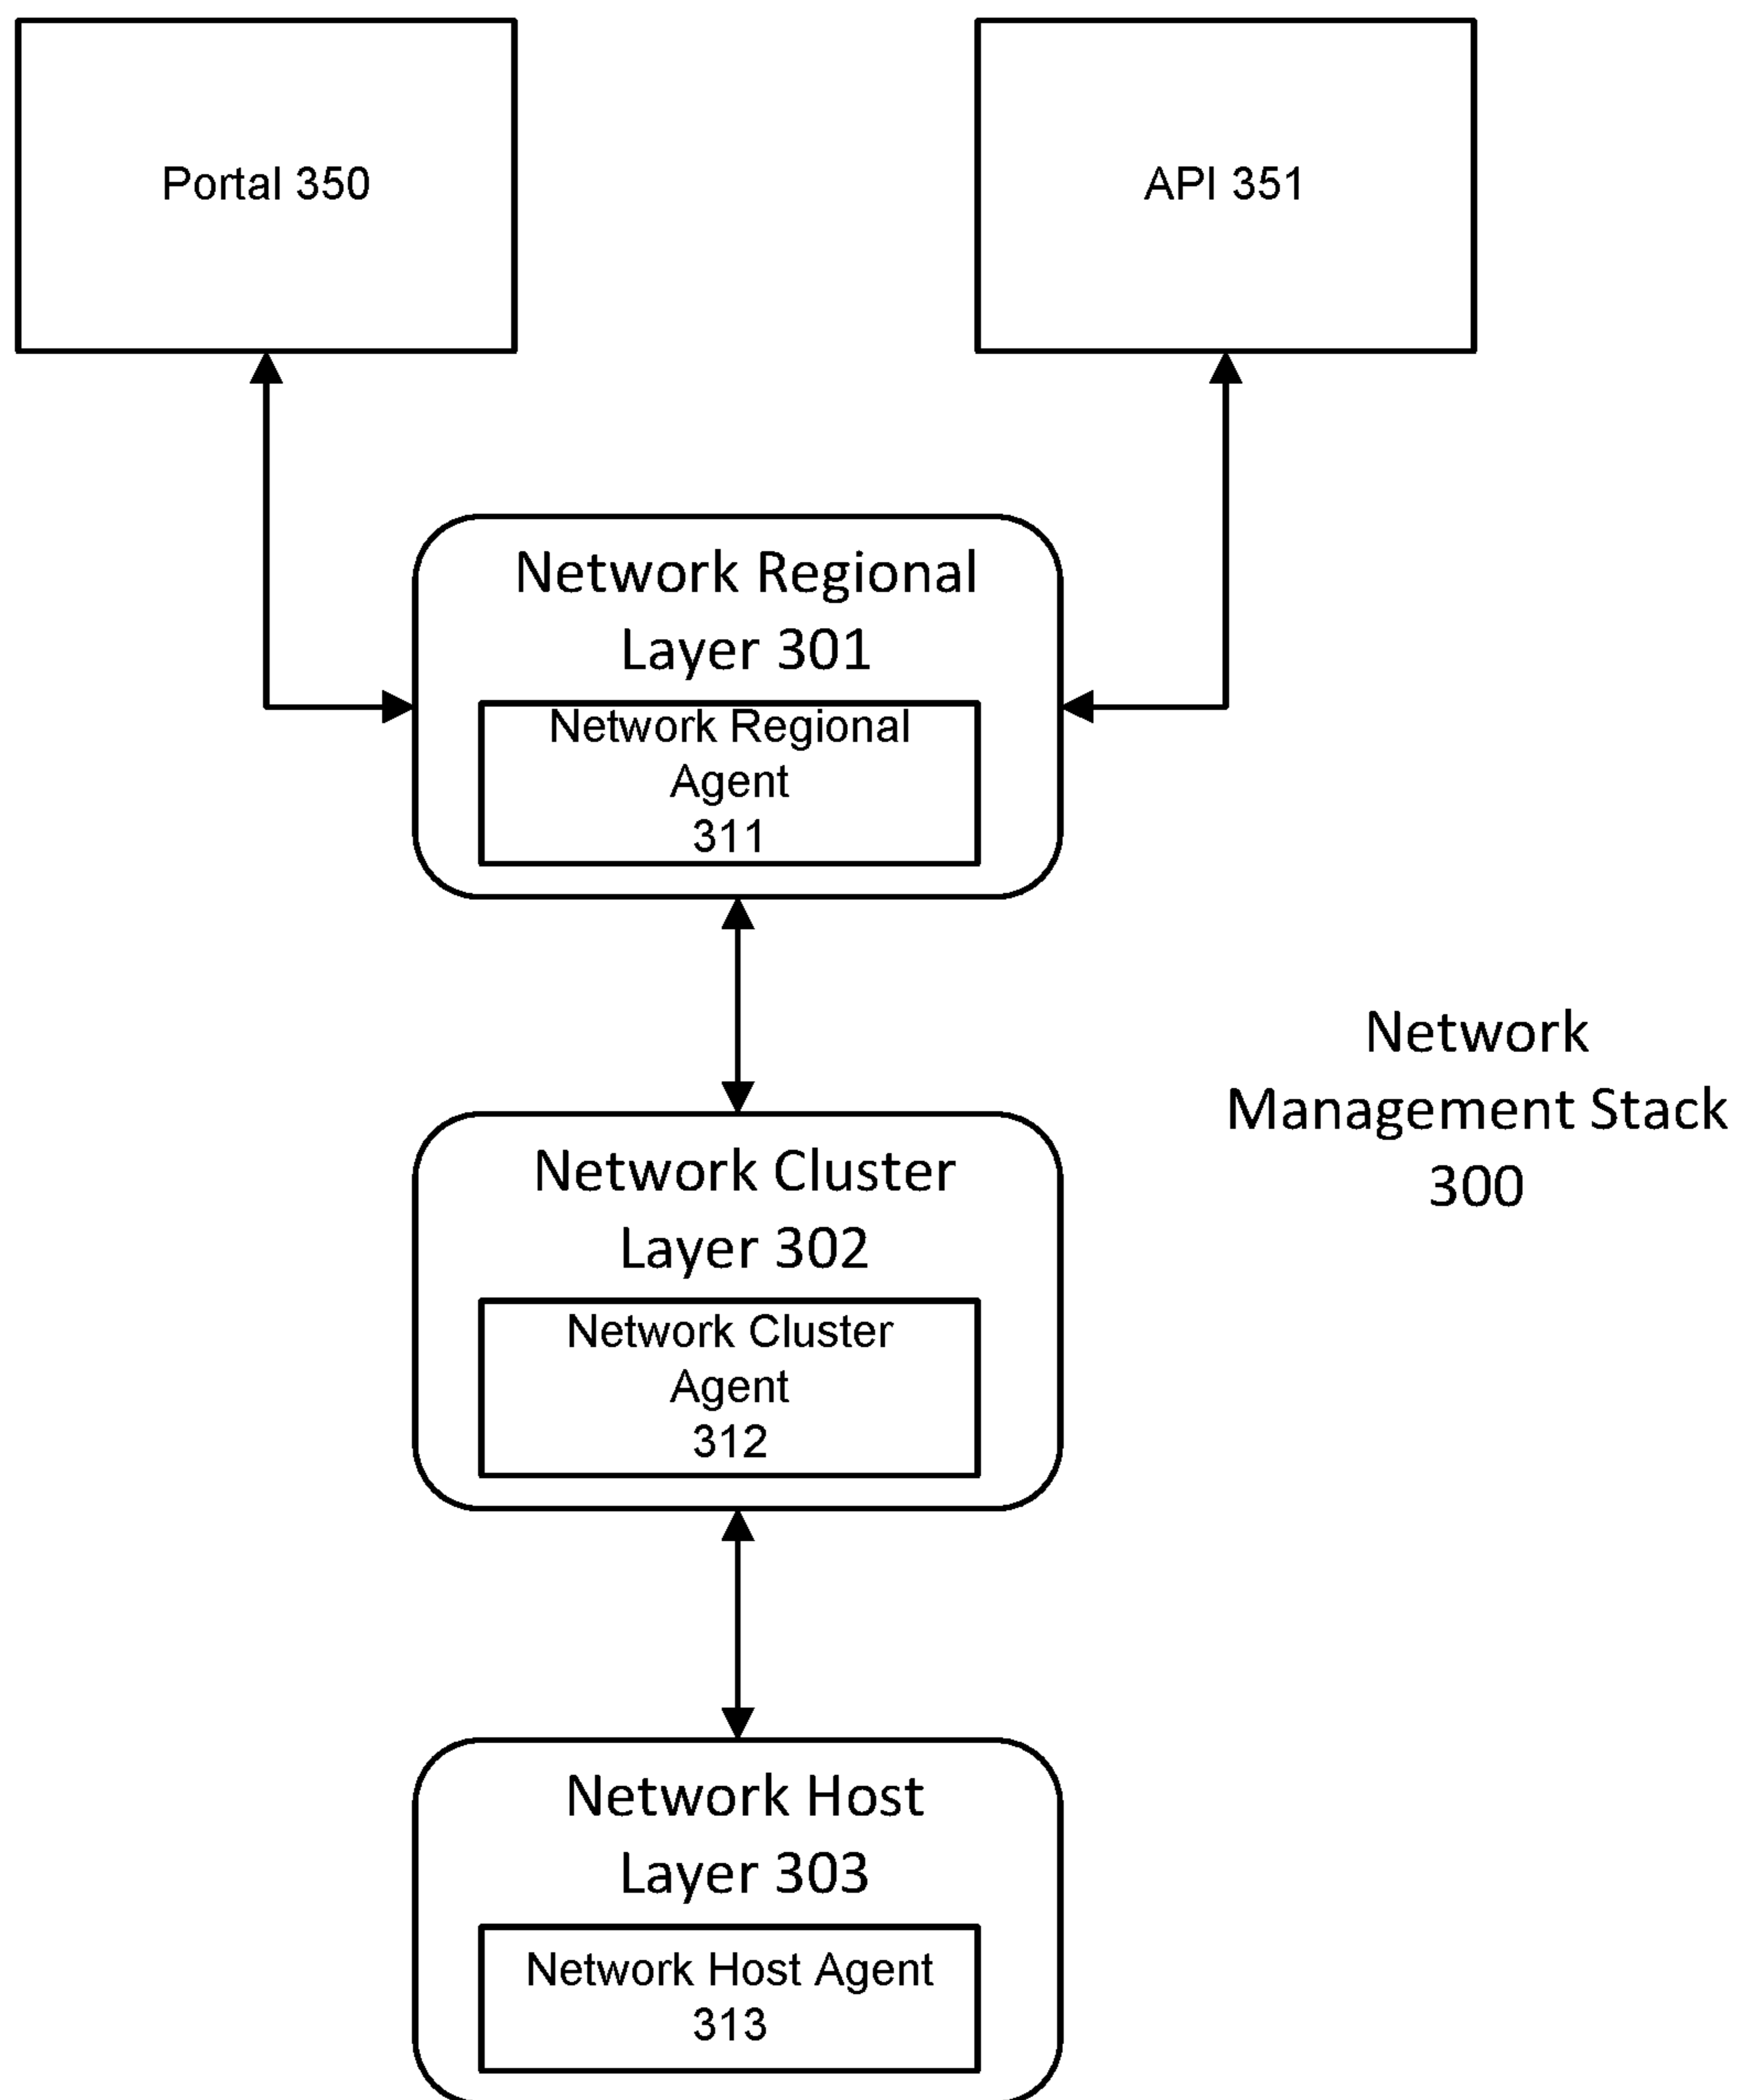 Portal 350
API 351
Network Regional
Layer 301
Network Regional
Agent
311
Network
Management Stack
300
Network Cluster
Layer 302
Network Cluster
Agent
312
Network Host
Layer 303
Network Host Agent
313